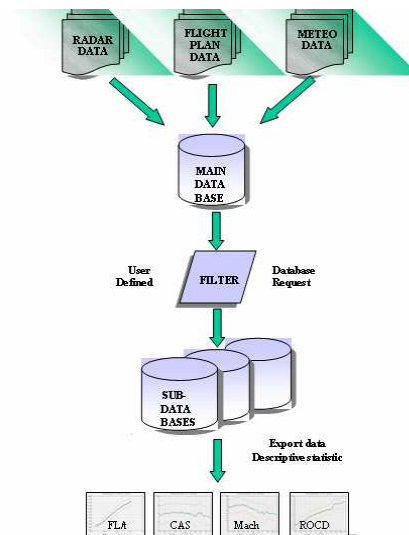 RADAR
DATA
FLIGHT
PLAN
DATA
METEO
DATA
MAIN
DATA
BASE
User
Defined
FILTER
Database
Request
SUB-
DATA
BASES
Export data
Descriptive statistic
FL/t
CAS
Mach
ROCD